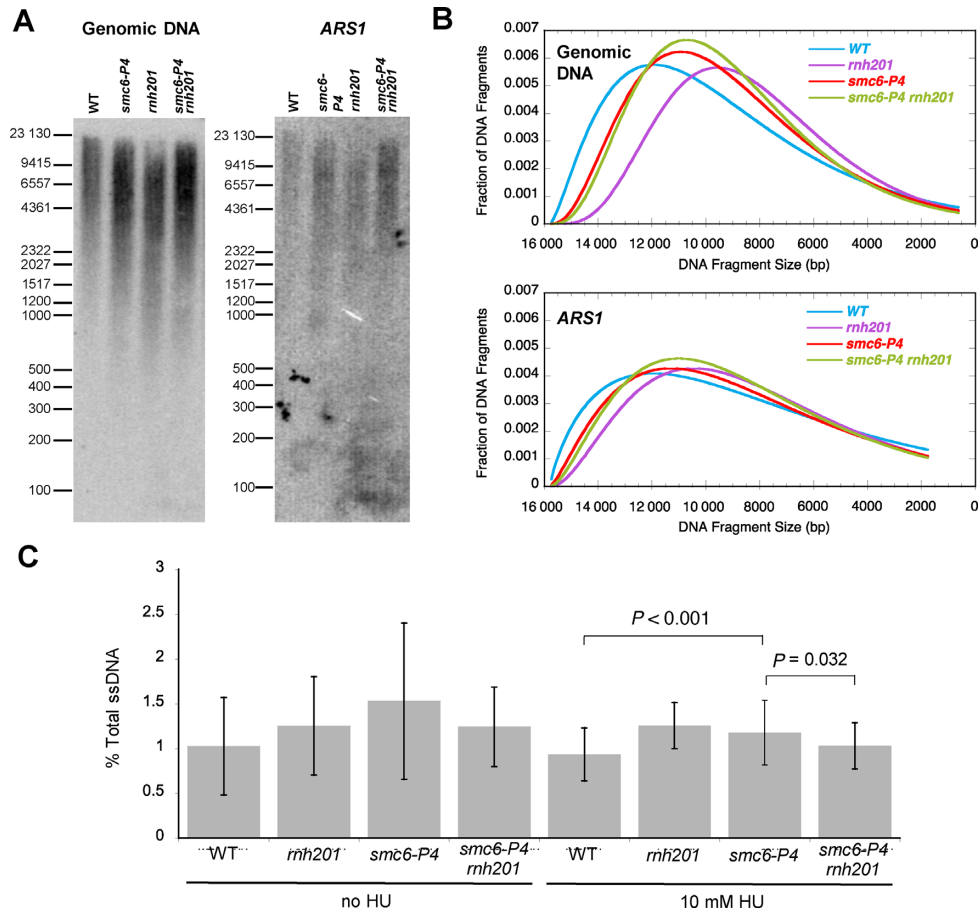 A
Genomic DNA
ARS1
WT
smc6-P4
rnh201
smc6-P4
rnh201
WT
smc6-
P4
rnh201
smc6-P4
rnh201
23 130
9415
6557
4361
2322
2027
1517
1200
1000
500
400
300
200
100
23 130
9415
6557
4361
2322
2027
1517
1200
1000
500
400
300
200
100
B
Genomic
DNA
WT
rnh201
smc6-P4
smc6-P4 rnh201
Fraction of DNA Fragments
0.007
0.006
0.005
0.004
0.003
0.002
0.001
0
16 000 14 000 12 000 10 000 8000 6000 4000 2000 0
DNA Fragment Size (bp)
ARS1
WT
rnh201
smc6-P4
smc6-P4 rnh201
Fraction of DNA Fragments
0.007
0.006
0.005
0.004
0.003
0.002
0.001
0
16 000 14 000 12 000 10 000 8000 6000 4000 2000 0
DNA Fragment Size (bp)
C
% Total ssDNA
3
2.5
2
1.5
1
0.5
0
P < 0.001
P = 0.032
WT rnh201 smc6-P4 smc6-P4 WT rnh201 smc6-P4 smc6-P4
rnh201 rnh201
no HU 10 mM HU